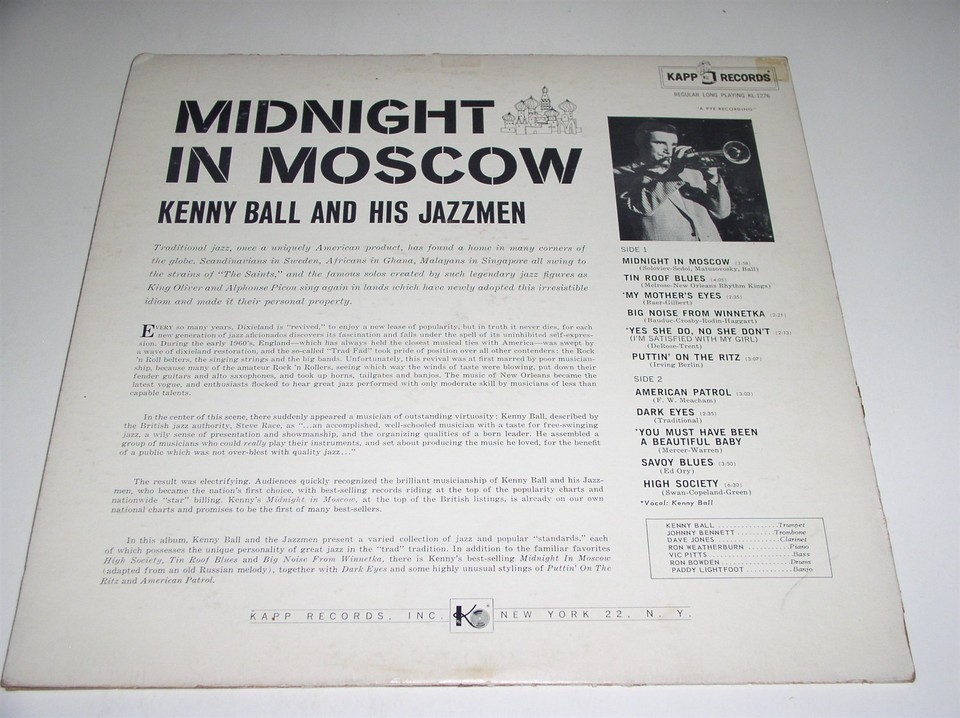 KAPP RECORDS
REGULAR LONG PLAYING KL-1276
"A PYE RECORDING"
MIDNIGHT
IN MOSCOW
KENNY BALL AND HIS JAZZMEN
Traditional jazz, once a uniquely American product, has found a home in many corners of
the globe. Scandinavians in Sweden, Africans in Ghana, Malayans in Singapore all swing to
the strains of "The Saints," and the famous solos created by such legendary jazz figures as
King Oliver and Alphonse Picou sing again in lands which have newly adopted this irresistible
idiom and made it their personal property.
EVERY so many years, Dixieland is "revived," to enjoy a new lease of popularity, but in truth it never dies, for each
new generation of jazz aficionados discovers its fascination and falls under the spell of its uninhibited self-expres-
sion. During the early 1960's, England—which has always held the closest musical ties with America—was swept by
a wave of dixieland restoration, and the so-called "Trad Fad" took pride of position over all other contenders: the Rock
'n Roll belters, the singing strings and the big bands. Unfortunately, this revival was at first marred by poor musician-
ship, because many of the amateur Rock 'n Rollers, seeing which way the winds of taste were blowing, put down their
fender guitars and alto saxophones, and took up horns, tailgates and banjos. The music of New Orleans became the
latest vogue, and enthusiasts flocked to hear great jazz performed with only moderate skill by musicians of less than
capable talents.
In the center of this scene, there suddenly appeared a musician of outstanding virtuosity: Kenny Ball, described by
the British jazz authority, Steve Race, as "...an accomplished, well-schooled musician with a taste for free-swinging
jazz, a wily sense of presentation and showmanship, and the organizing qualities of a born leader. He assembled a
group of musicians who could really play their instruments, and set about producing the music he loved, for the benefit
of a public which was not over-blest with quality jazz..."
The result was electrifying. Audiences quickly recognized the brilliant musicianship of Kenny Ball and his Jazz-
men, who became the nation's first choice, with best-selling records riding at the top of the popularity charts and
nationwide "star" billing. Kenny's Midnight in Moscow, at the top of the British listings, is already on our own
national charts and promises to be the first of many best-sellers.
In this album, Kenny Ball and the Jazzmen present a varied collection of jazz and popular "standards," each
of which possesses the unique personality of great jazz in the "trad" tradition. In addition to the familiar favorites
High Society, Tin Roof Blues and Big Noise From Winnetka, there is Kenny's best-selling Midnight In Moscow
(adapted from an old Russian melody), together with Dark Eyes and some highly unusual stylings of Puttin' On The
Ritz and American Patrol.
SIDE 1
MIDNIGHT IN MOSCOW (2:56)
(Soloviev-Sedoi, Matusovsky, Ball)
TIN ROOF BLUES
(Melrose-New Orleans Rhythm Kings)
*MY MOTHER'S EYES
(Baer-Gilbert)
BIG NOISE FROM WINNETKA
(Bauduc-Crosby-Rodin-Haggart)
*YES SHE DO, NO SHE DON'T
(I'M SATISFIED WITH MY GIRL)
(DeRose-Trent)
PUTTIN' ON THE RITZ (3:07)
(Irving Berlin)
SIDE 2
AMERICAN PATROL (3:02)
(F. W. Meacham)
DARK EYES (2:35)
(Traditional)
*YOU MUST HAVE BEEN
A BEAUTIFUL BABY
(Mercer-Warren)
SAVOY BLUES (3:50)
(Ed Ory)
HIGH SOCIETY
(Swan-Copeland-Green)
*Vocal: Kenny Ball
KENNY BALL ............ Trumpet
JOHNNY BENNETT ............ Trombone
DAVE JONES ............ Clarinet
RON WEATHERBURN ............ Piano
VIC PITTS ............ Bass
RON BOWDEN ............ Drums
PADDY LIGHTFOOT ............ Banjo
KAPP RECORDS, INC. K NEW YORK 22, N. Y.